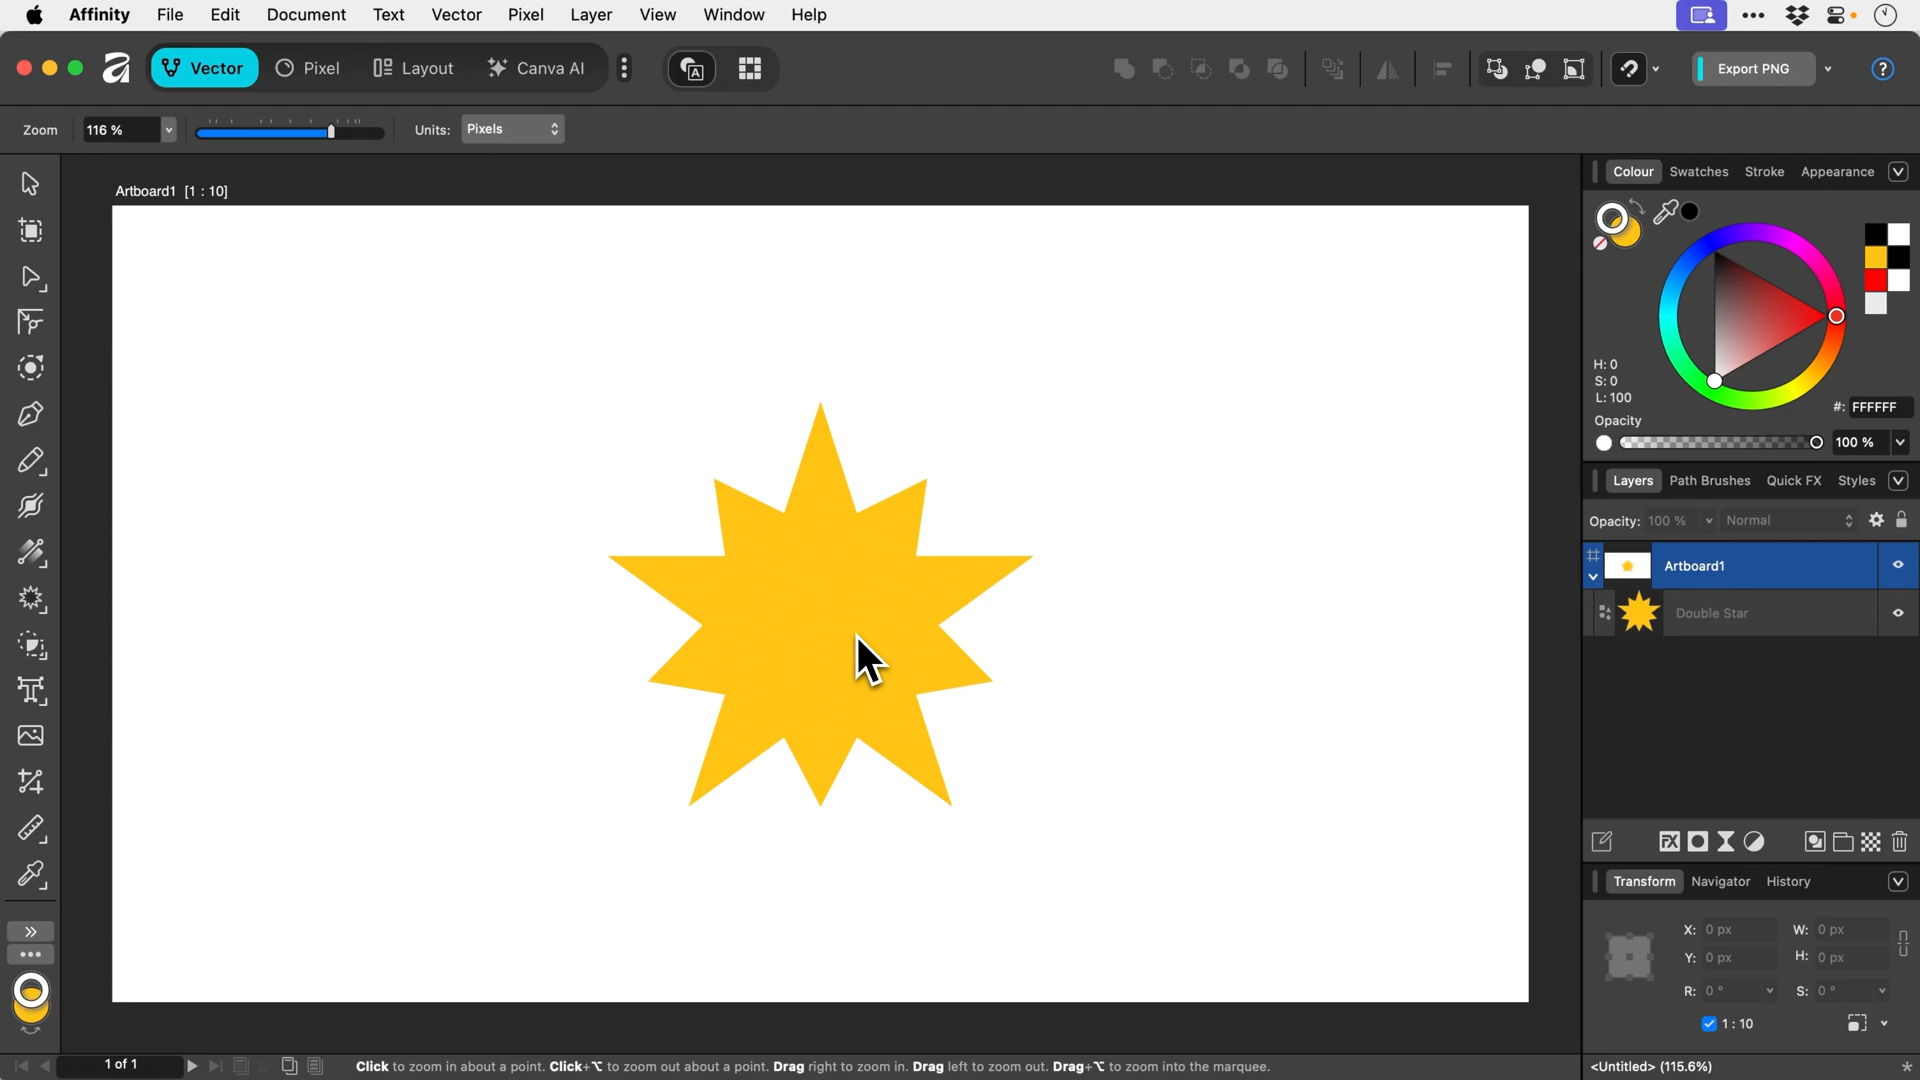 Affinity File Edit Document Text Vector Pixel Layer View Window Help
Vector Pixel Layout Canva AI Export PNG ?
Zoom 116 % Units: Pixels
Artboard1 [1 : 10]
Colour Swatches Stroke Appearance
H: 0
S: 0
L: 100
#: FFFFFF
Opacity
100 %
Layers Path Brushes Quick FX Styles
Opacity: 100 % Normal
Artboard1
Double Star
FX
Transform Navigator History
X: 0 px W: 0 px
Y: 0 px H: 0 px
R: 0 ° S: 0 °
1 : 10
1 of 1 Click to zoom in about a point. Click+⌥ to zoom out about a point. Drag right to zoom in. Drag left to zoom out. Drag+⌥ to zoom into the marquee. <Untitled> (115.6%) *